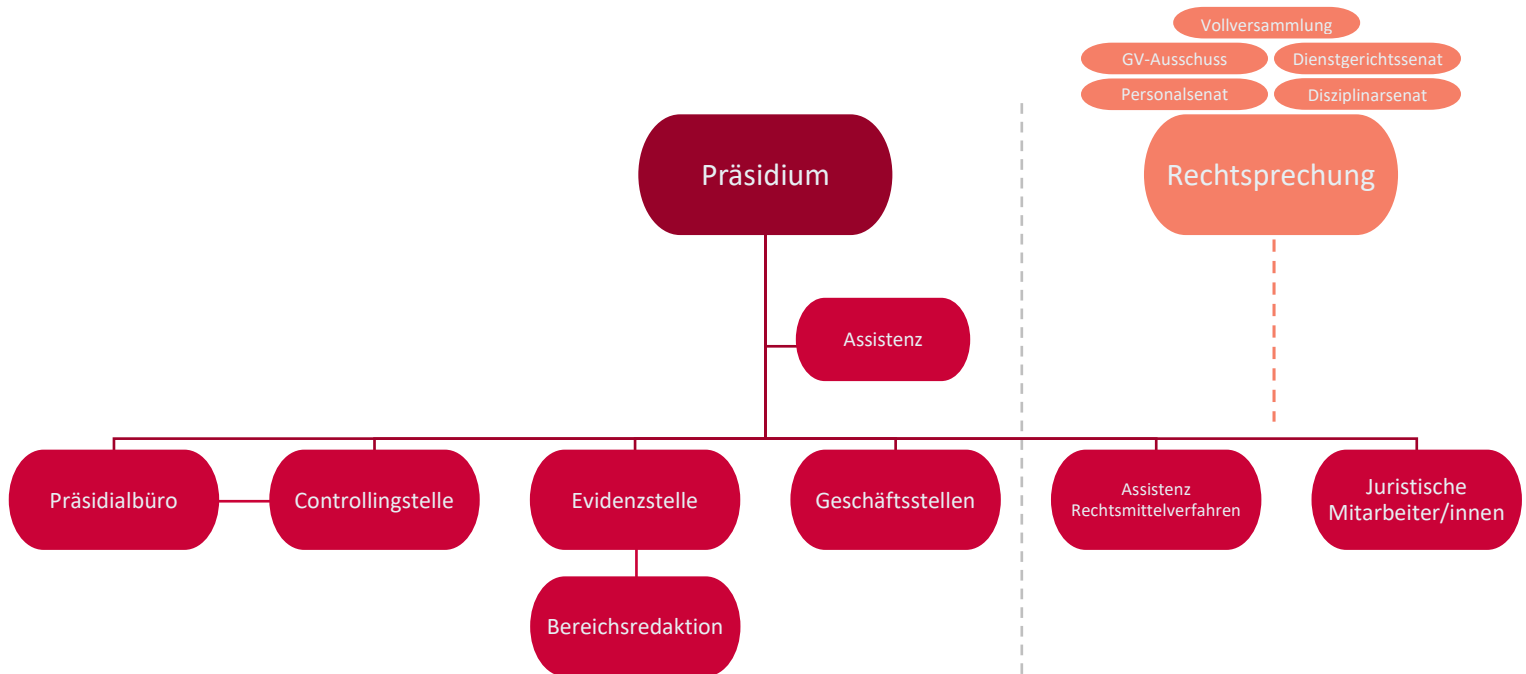 Vollversammlung
GV-Ausschuss
Dienstgerichtssenat
Personalsenat
Disziplinarsenat
Präsidium
Rechtsprechung
Assistenz
Präsidialbüro
Controllingstelle
Evidenzstelle
Geschäftsstellen
Assistenz
Rechtsmittelverfahren
Juristische
Mitarbeiter/innen
Bereichsredaktion